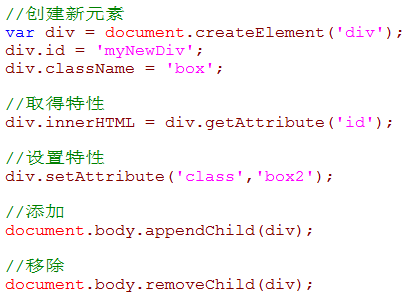 //创建新元素
var div = document.createElement('div');
div.id = 'myNewDiv';
div.className = 'box';
//取得特性
div.innerHTML = div.getAttribute('id');
//设置特性
div.setAttribute('class','box2');
//添加
document.body.appendChild(div);
//移除
document.body.removeChild(div);